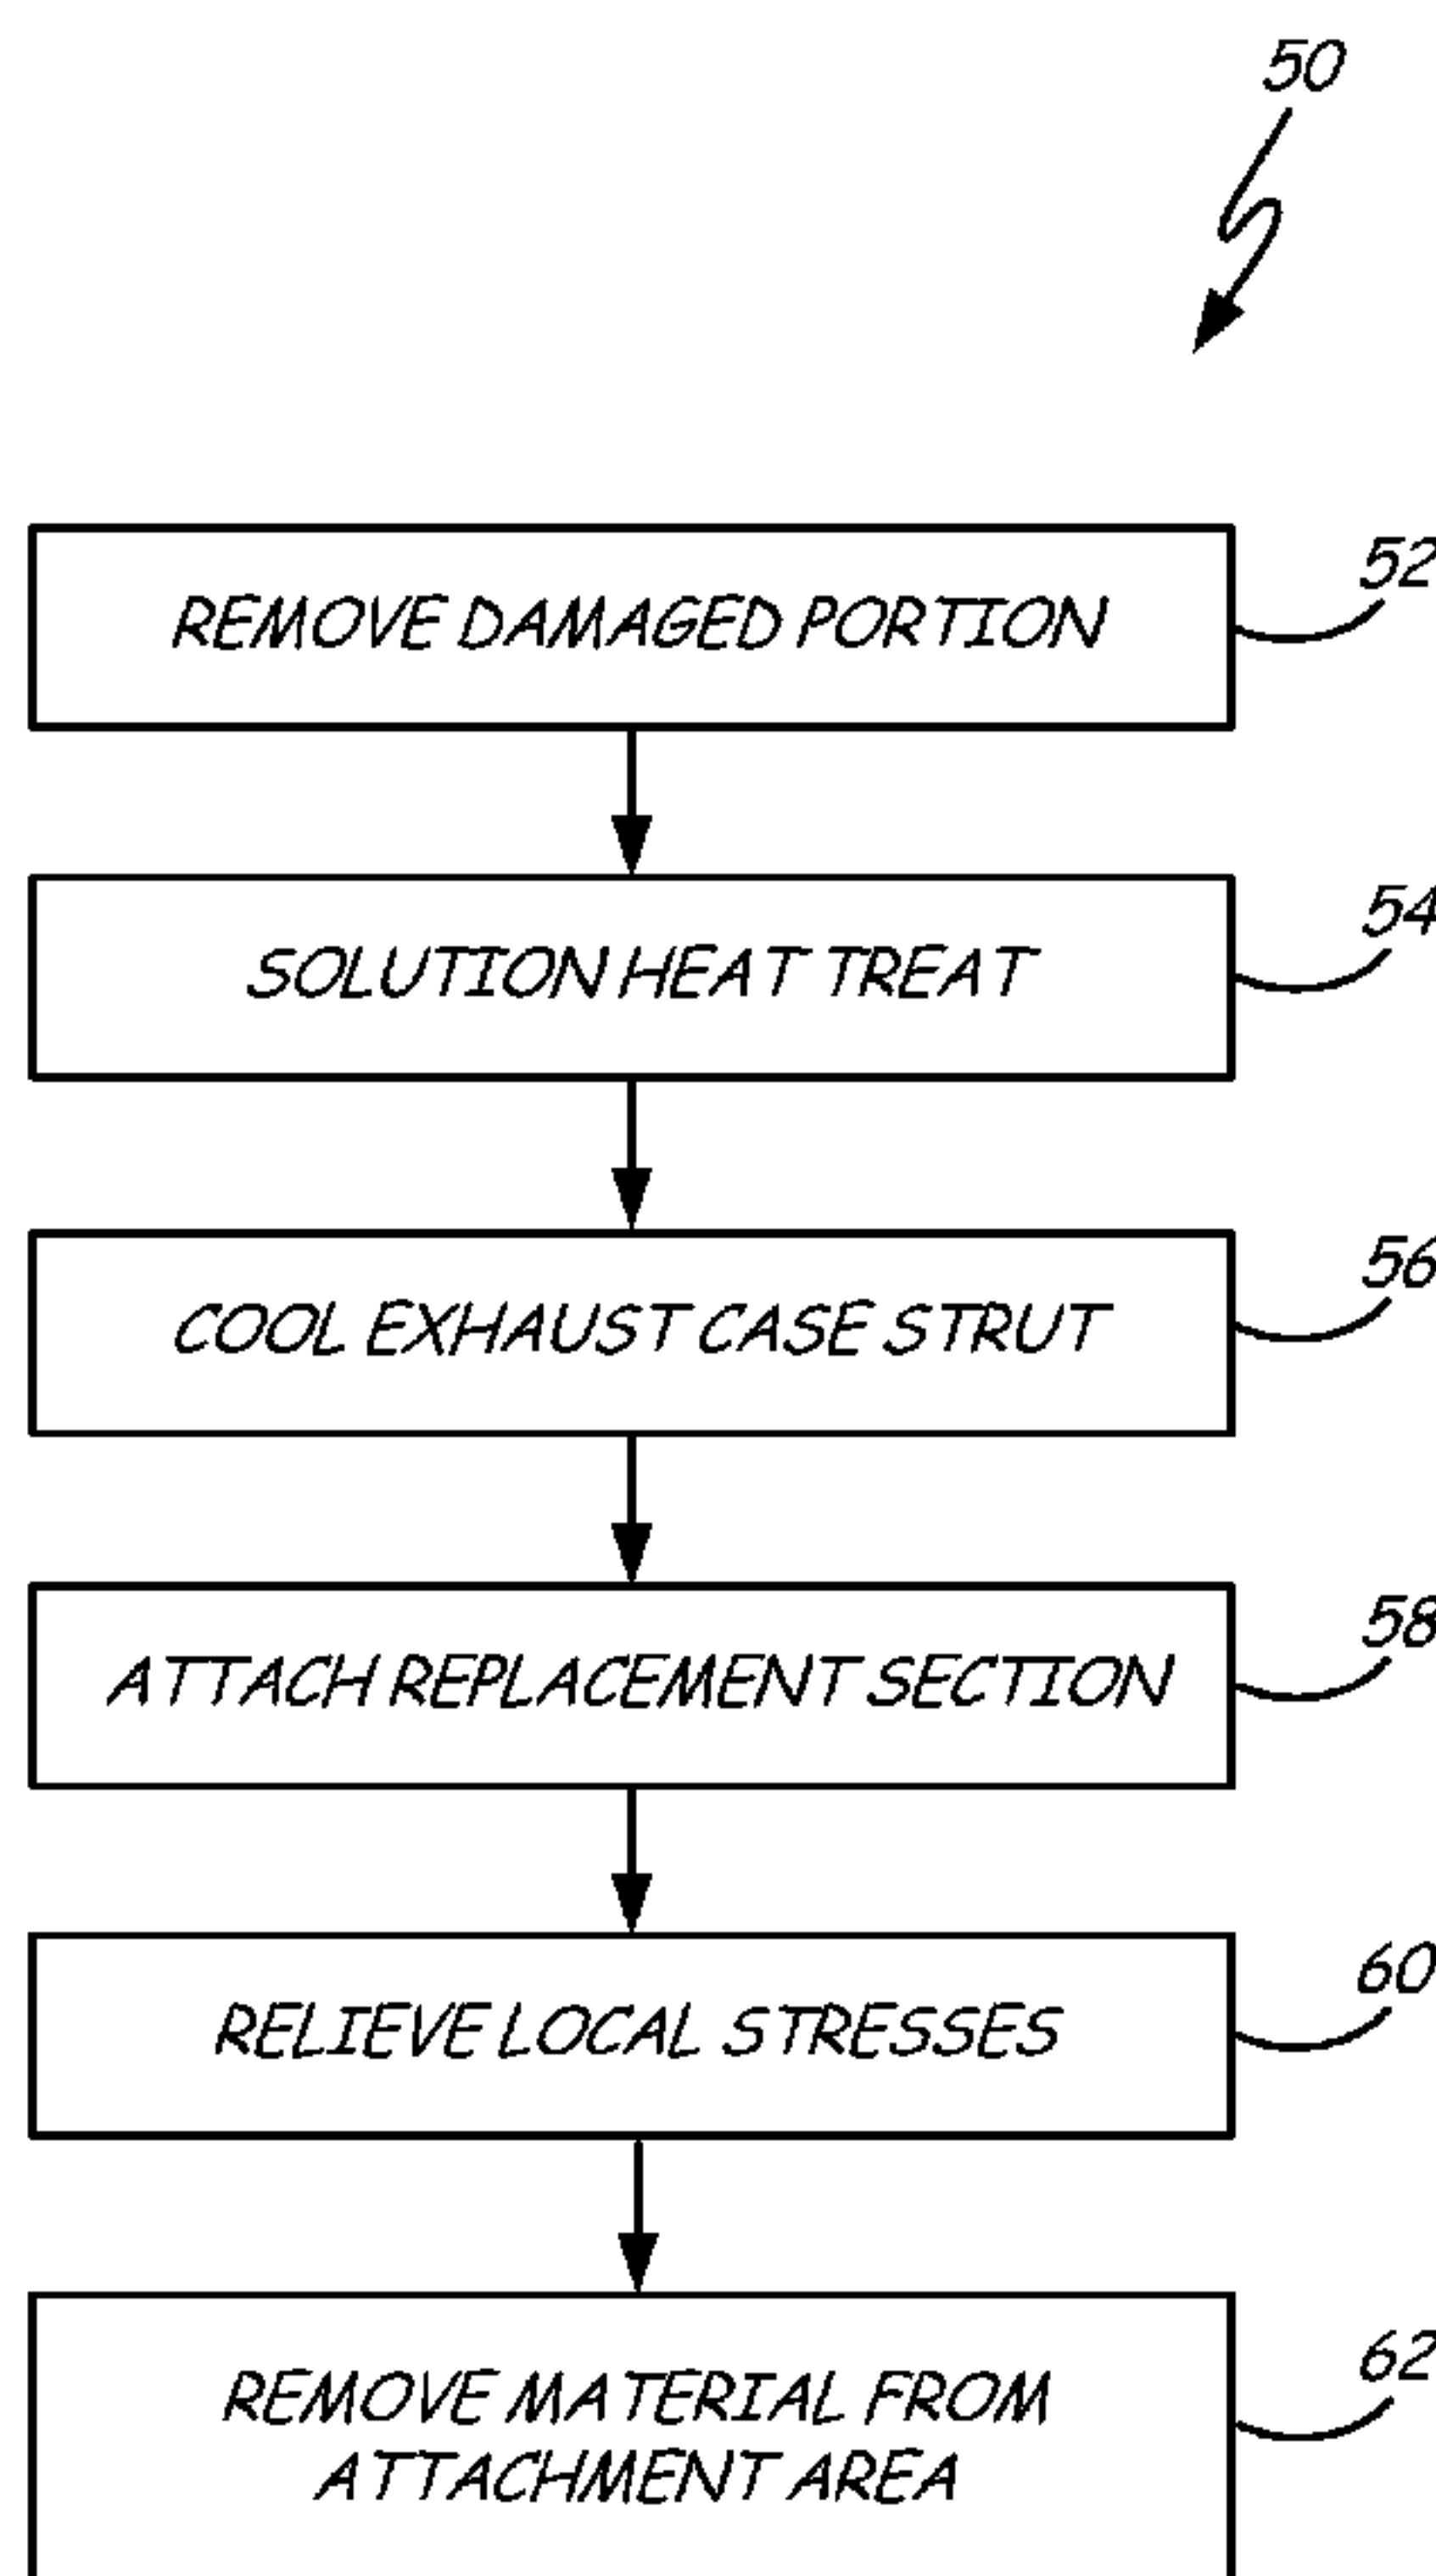 50
REMOVE DAMAGED PORTION
52
SOLUTION HEAT TREAT
54
COOL EXHAUST CASE STRUT
56
ATTACH REPLACEMENT SECTION
58
RELIEVE LOCAL STRESSES
60
REMOVE MATERIAL FROM
ATTACHMENT AREA
62